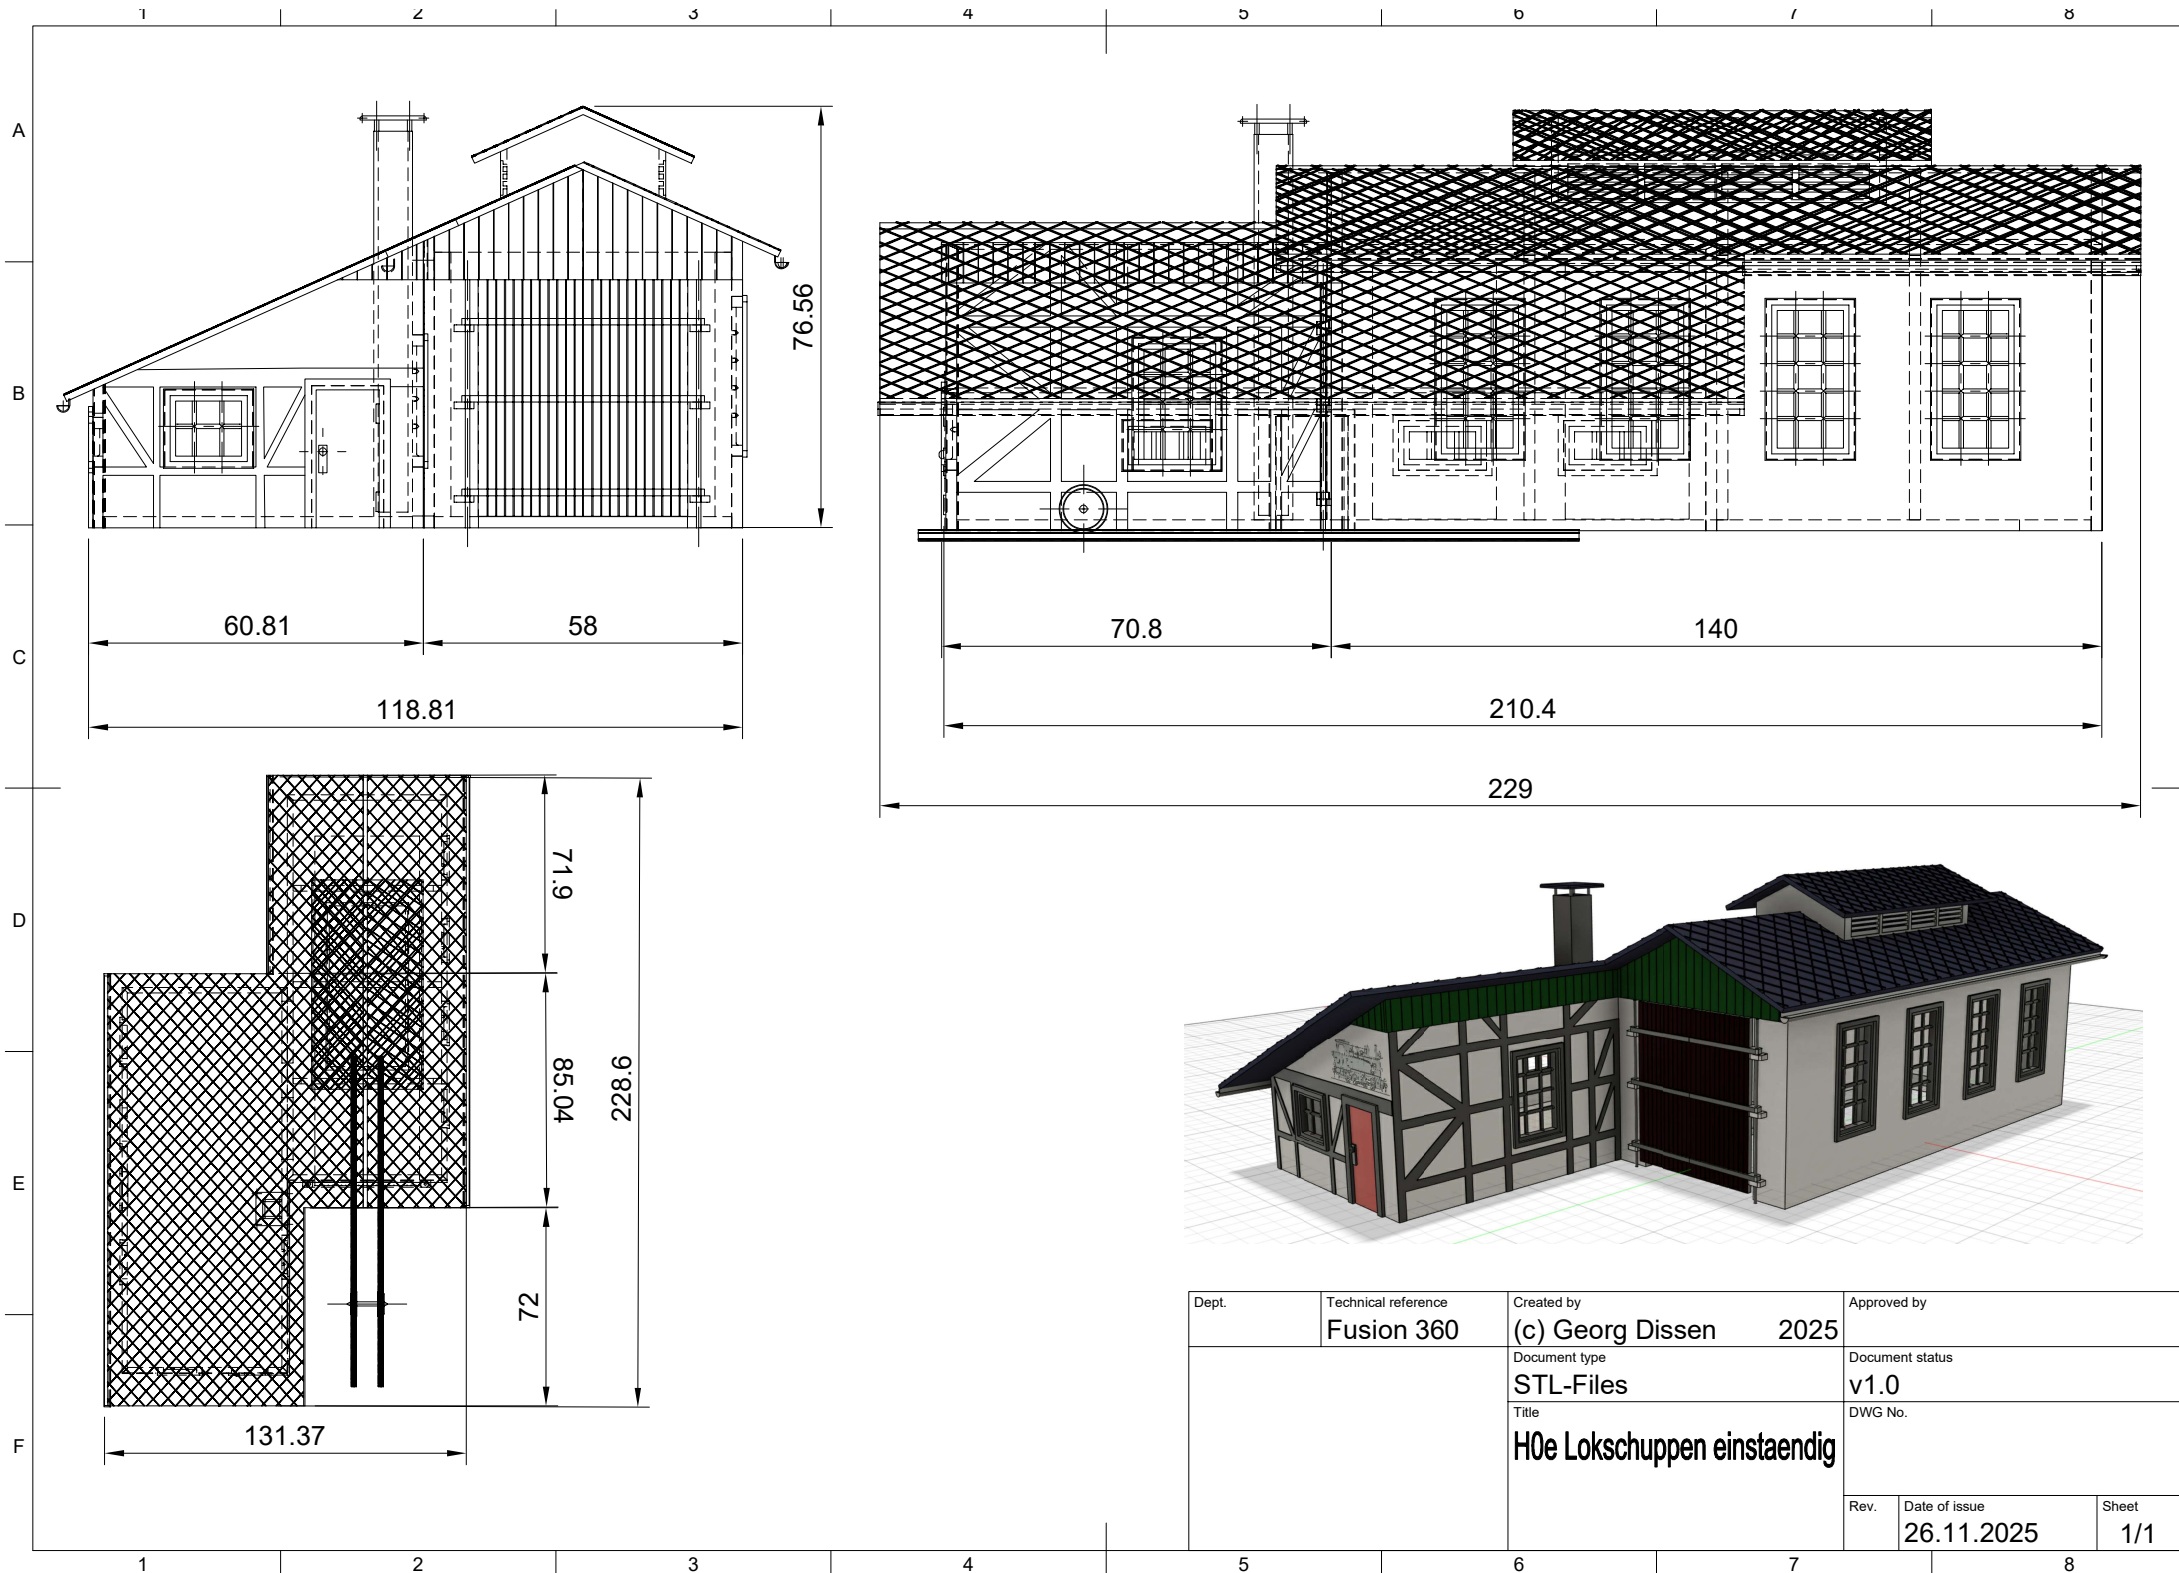 1 2 3 4 5 6 7 8
A
B
C
D
E
F
76.56
60.81
58
118.81
70.8
140
210.4
229
71.9
85.04
228.9
72
131.37
Dept.
Technical reference
Fusion 360
Created by
(c) Georg Dissen 2025
Approved by
Document type
STL-Files
Document status
v1.0
Title
H0e Lokschuppen einstaendig
DWG No.
Rev.
Date of issue
26.11.2025
Sheet
1/1
1 2 3 4 5 6 7 8